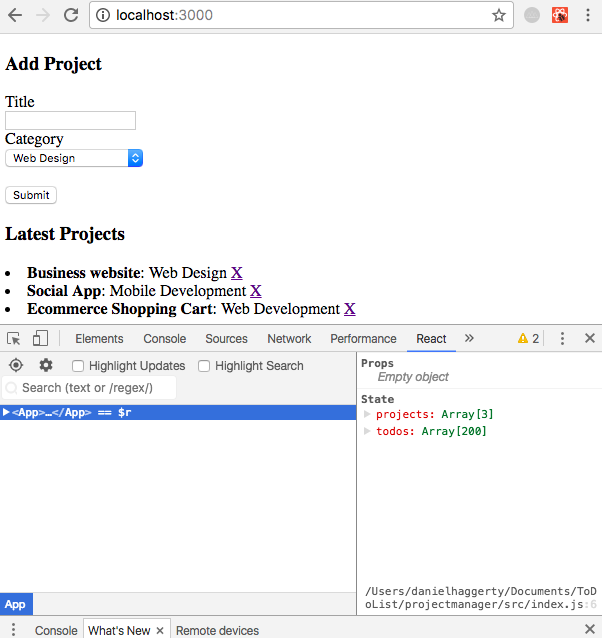 localhost:3000
Add Project
Title
Category
Web Design
Submit
Latest Projects
• Business website: Web Design X
• Social App: Mobile Development X
• Ecommerce Shopping Cart: Web Development X
Elements Console Sources Network Performance React » 2
Highlight Updates Highlight Search
Search (text or /regex/)
<App>…</App> == $r
Props
Empty object
State
projects: Array[3]
todos: Array[200]
/Users/danielhaggerty/Documents/ToD
oList/projectmanager/src/index.js:6
App
Console What's New × Remote devices